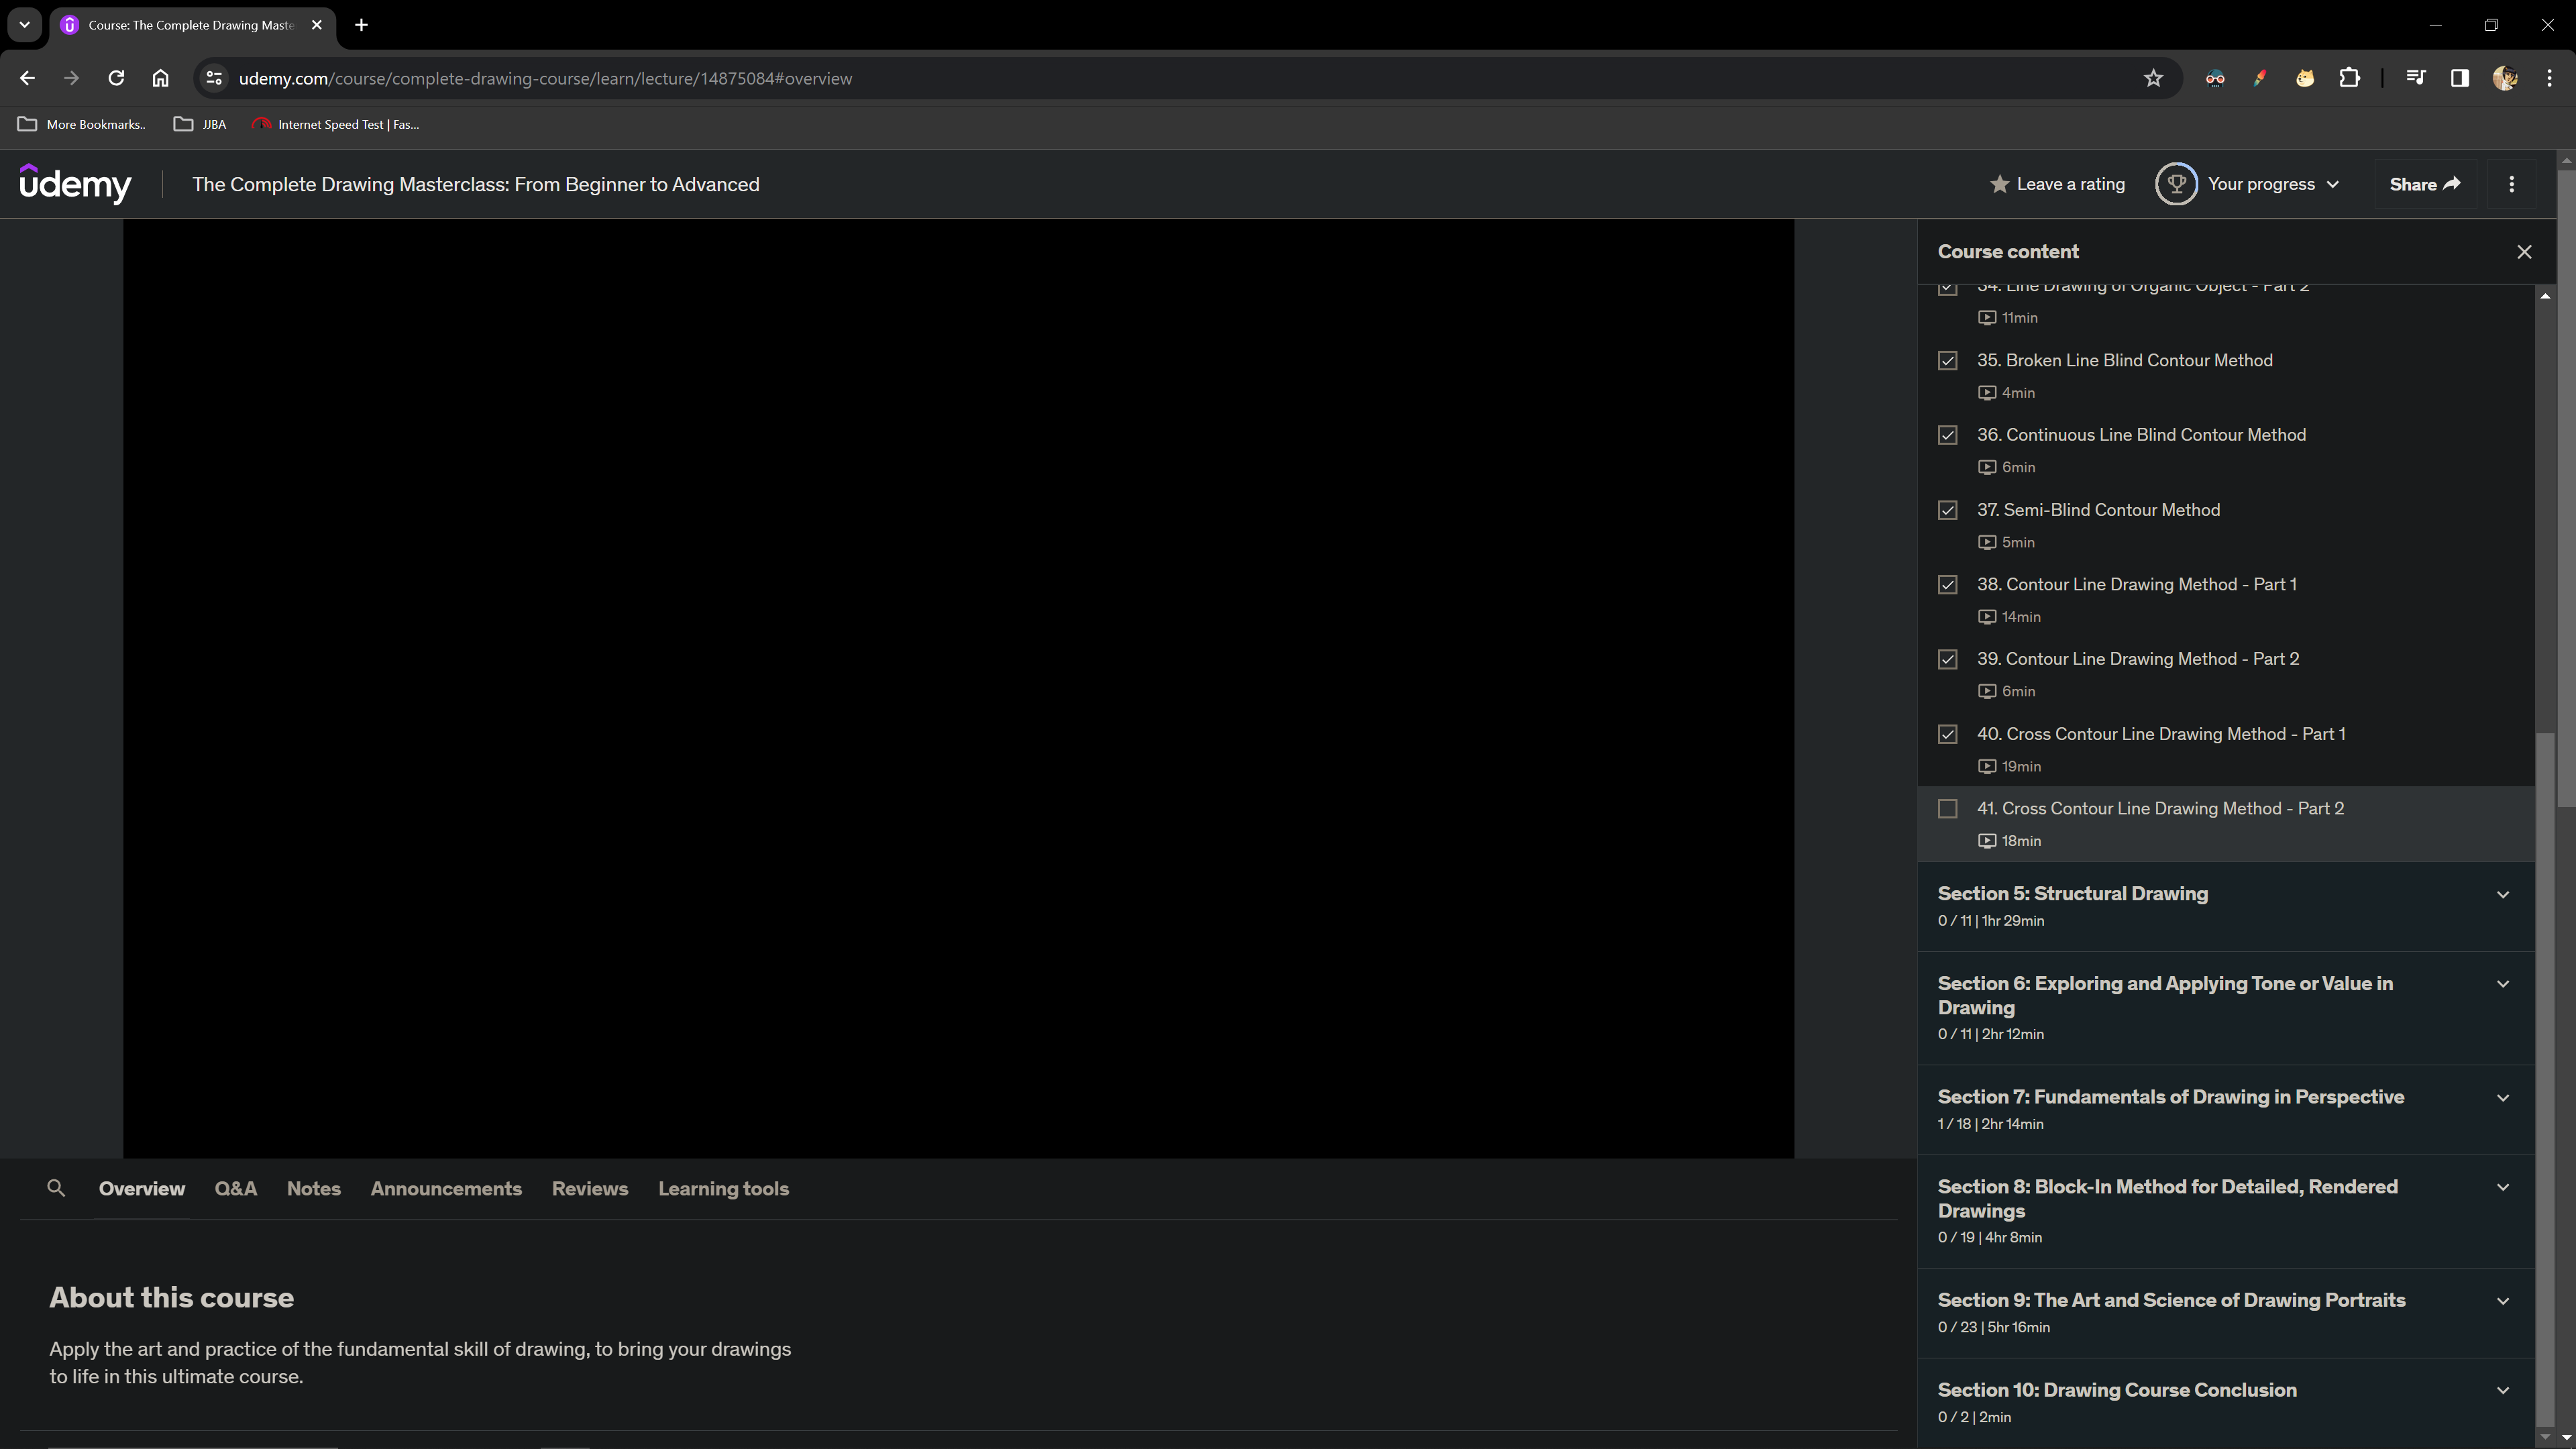 Course: The Complete Drawing Maste
udemy.com/course/complete-drawing-course/learn/lecture/14875084#overview
More Bookmarks..
JJBA
Internet Speed Test | Fas...
udemy
The Complete Drawing Masterclass: From Beginner to Advanced
Leave a rating
Your progress
Share
Course content
34. Line Drawing of Organic Object - Part 2
11min
35. Broken Line Blind Contour Method
4min
36. Continuous Line Blind Contour Method
6min
37. Semi-Blind Contour Method
5min
38. Contour Line Drawing Method - Part 1
14min
39. Contour Line Drawing Method - Part 2
6min
40. Cross Contour Line Drawing Method - Part 1
19min
41. Cross Contour Line Drawing Method - Part 2
18min
Section 5: Structural Drawing
0 / 11 | 1hr 29min
Section 6: Exploring and Applying Tone or Value in
Drawing
0 / 11 | 2hr 12min
Section 7: Fundamentals of Drawing in Perspective
1 / 18 | 2hr 14min
Section 8: Block-In Method for Detailed, Rendered
Drawings
0 / 19 | 4hr 8min
Section 9: The Art and Science of Drawing Portraits
0 / 23 | 5hr 16min
Section 10: Drawing Course Conclusion
0 / 2 | 2min
Overview
Q&A
Notes
Announcements
Reviews
Learning tools
About this course
Apply the art and practice of the fundamental skill of drawing, to bring your drawings
to life in this ultimate course.